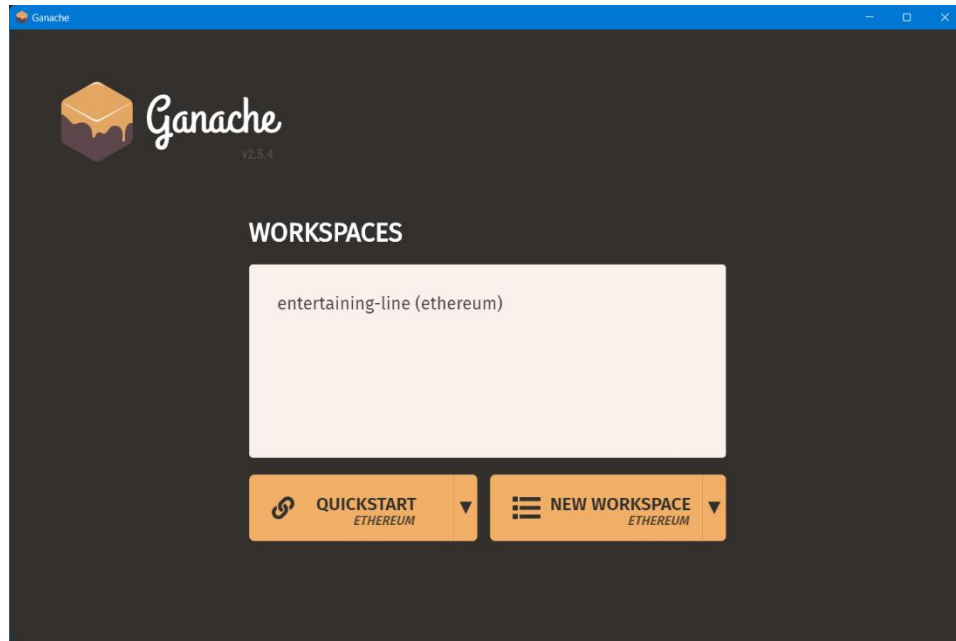 Ganache
Ganache
v2.5.4
WORKSPACES
entertaining-line (ethereum)
QUICKSTART
ETHEREUM
NEW WORKSPACE
ETHEREUM